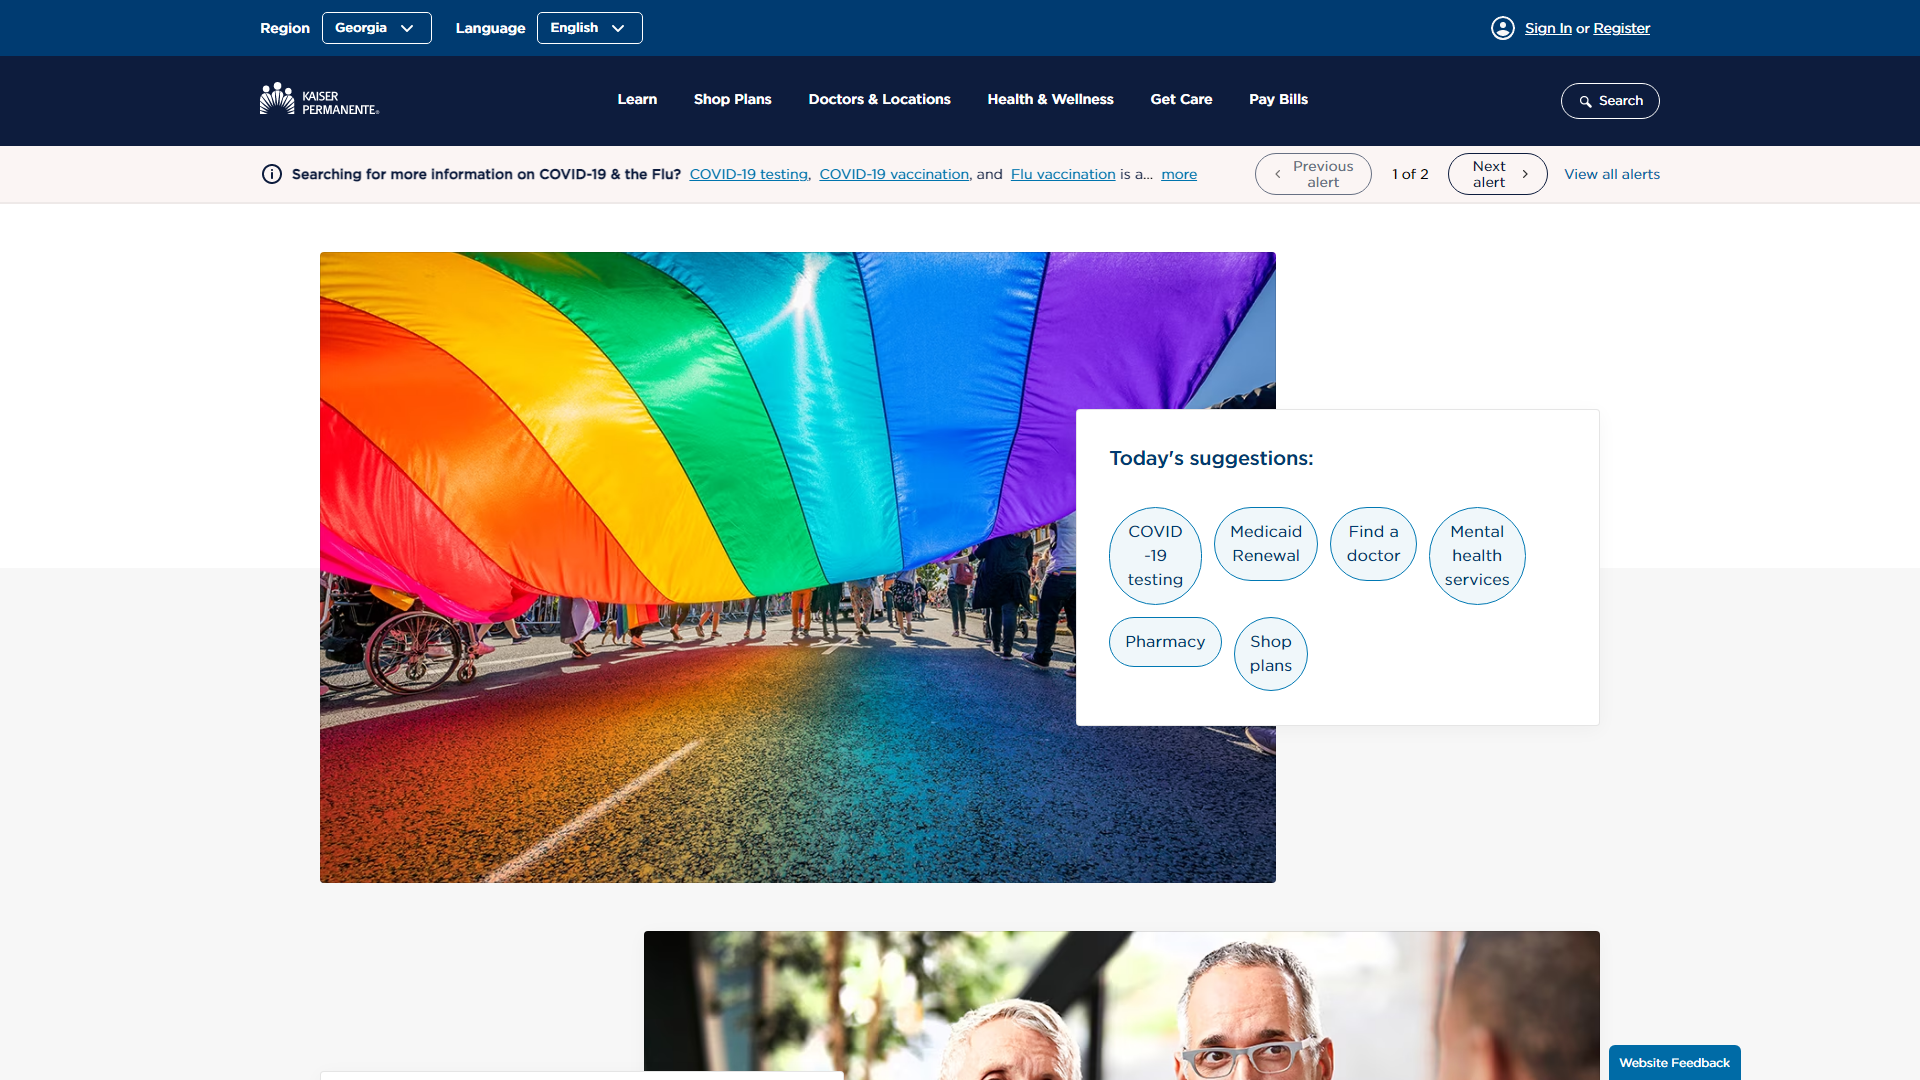 Region Georgia Language English Sign In or Register
KAISER
PERMANENTE®
Learn Shop Plans Doctors & Locations Health & Wellness Get Care Pay Bills Search
Searching for more information on COVID-19 & the Flu? COVID-19 testing, COVID-19 vaccination, and Flu vaccination is a... more
Previous
alert
1 of 2
Next
alert
View all alerts
Today's suggestions:
COVID
-19
testing
Medicaid
Renewal
Find a
doctor
Mental
health
services
Pharmacy
Shop
plans
Website Feedback